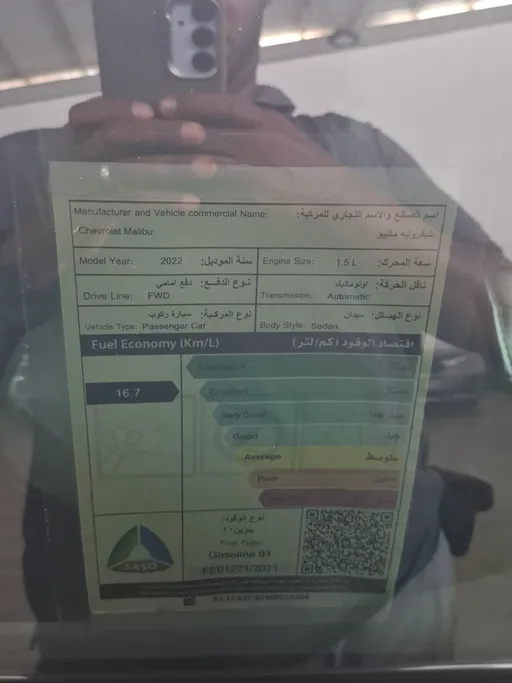 Manufacturer and Vehicle commercial Name: اسم الصانع والاسم التجاري للمركبة:
Chevrolet Malibu شيفروليه ماليبو
Model Year: 2022 سنة الموديل:
Engine Size: 1.5 L سعة المحرك:
نوع الدفع: دفع امامي
Drive Line: FWD
ناقل الحركة: اوتوماتيك
Transmission: Automatic
نوع المركبة: سيارة ركوب
Vehicle Type: Passenger Car
نوع الهيكل: سيدان
Body Style: Sedan
Fuel Economy (Km/L) اقتصاد الوقود (كم/لتر)
16.7
Excellent
Very Good جيد جداً
Good جيد
Average متوسط
Poor
نوع الوقود:
بنزين ٩١
Fuel Type:
Gasoline 91
FE01221/2021
SASO